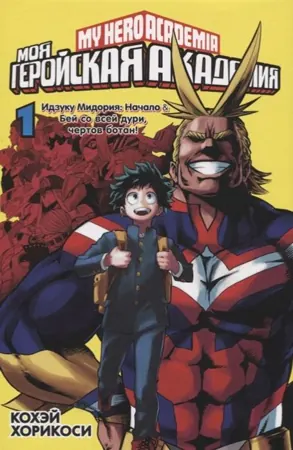 MY HERO ACADEMIA
МОЯ
ГЕРОЙСКАЯ АКАДЕМИЯ
1
Идзуку Мидория: Начало &
Бей со всей дури,
чертов ботан!
КОХЭЙ
ХОРИКОСИ